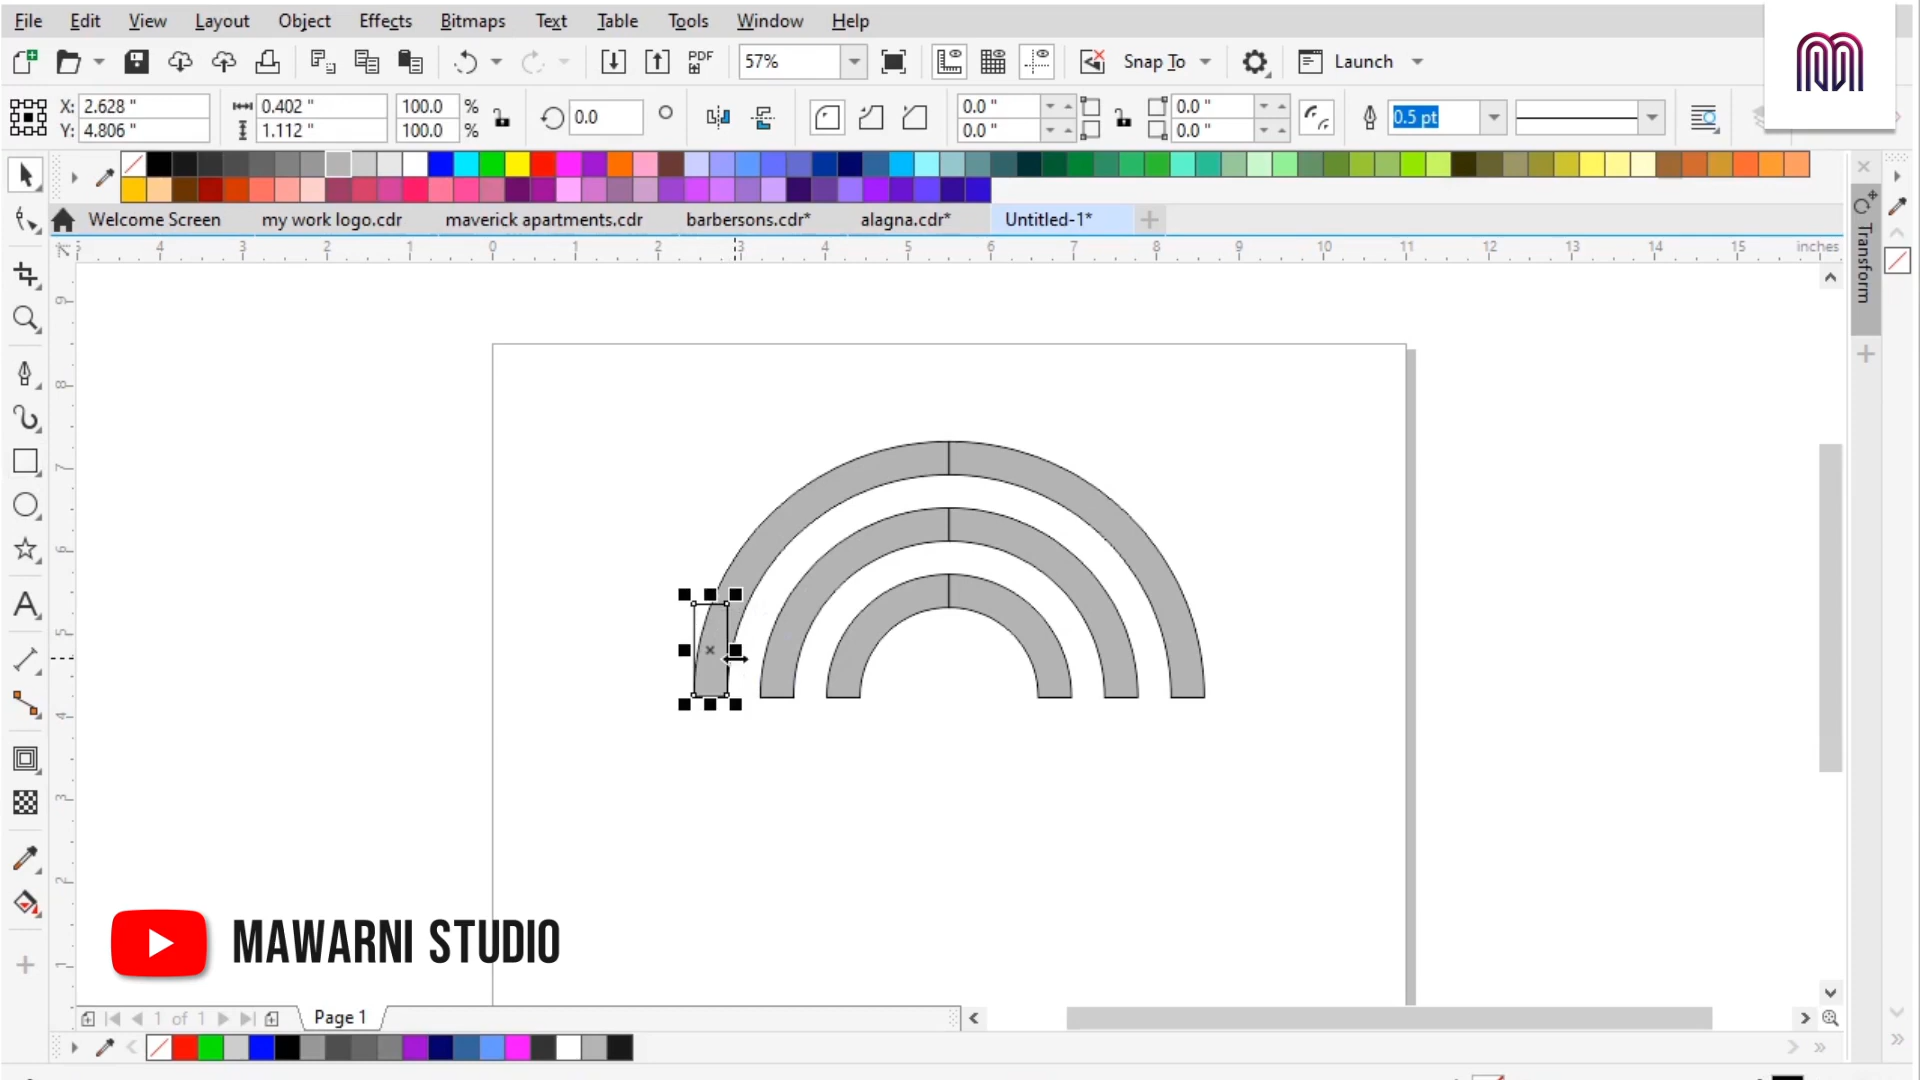 File Edit View Layout Object Effects Bitmaps Text Table Tools Window Help
PDF 57% Snap To Launch
X: 2.628 " 0.402 " 100.0 % 0.0 0.0 " 0.0 " 0.5 pt
Y: 4.806 " 1.112 " 100.0 % 0.0 " 0.0 "
Welcome Screen my work logo.cdr maverick apartments.cdr barbersons.cdr* alagna.cdr* Untitled-1*
5 4 3 2 1 0 1 2 3 4 5 6 7 8 9 10 11 12 13 14 15 inches
Transform
9
8
7
6
5
4
3
2
1
MAWARNI STUDIO
1 of 1 Page 1